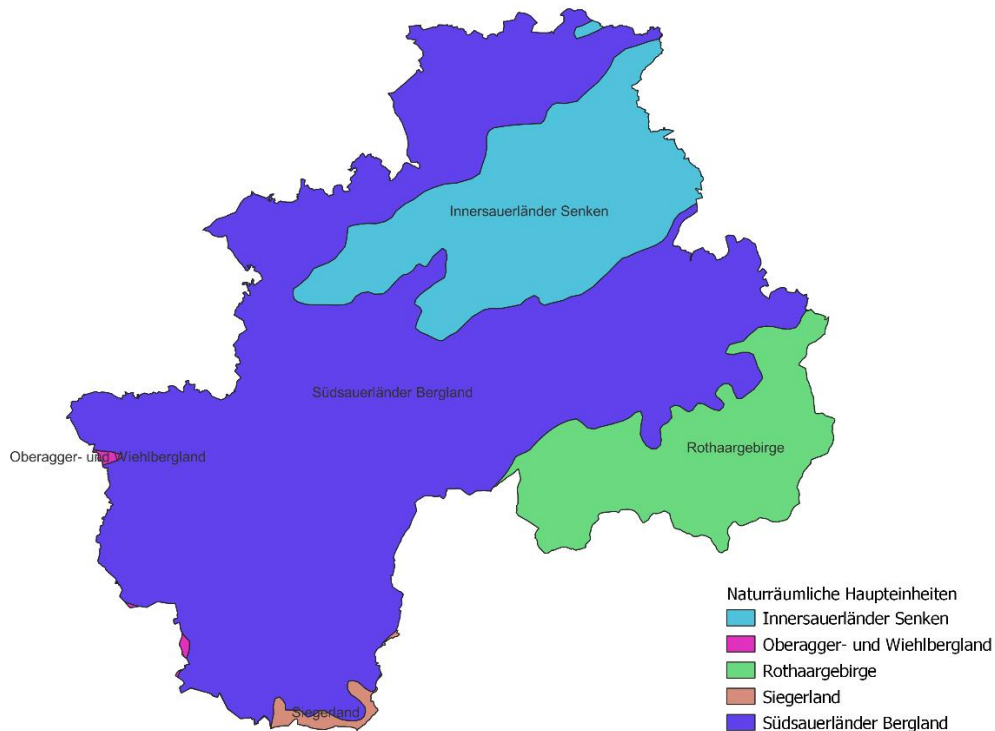 Innersauerländer Senken
Südsauerländer Bergland
Rothaargebirge
Oberagger- und Wiehlbergland
Siegerland
Naturräumliche Haupteinheiten
Innersauerländer Senken
Oberagger- und Wiehlbergland
Rothaargebirge
Siegerland
Südsauerländer Bergland